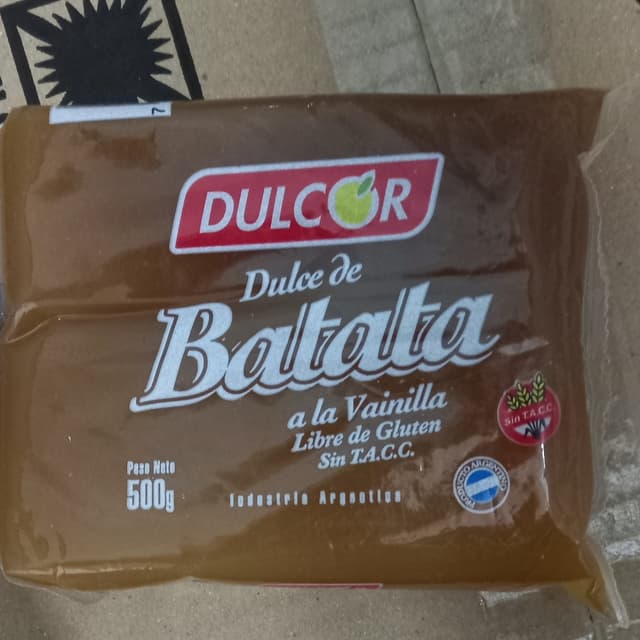 DULCOR
Dulce de
Batata
a la Vainilla
Libre de Gluten
Sin T.A.C.C.
Sin T.A.C.C.
Peso Neto
500g
Industria Argentina